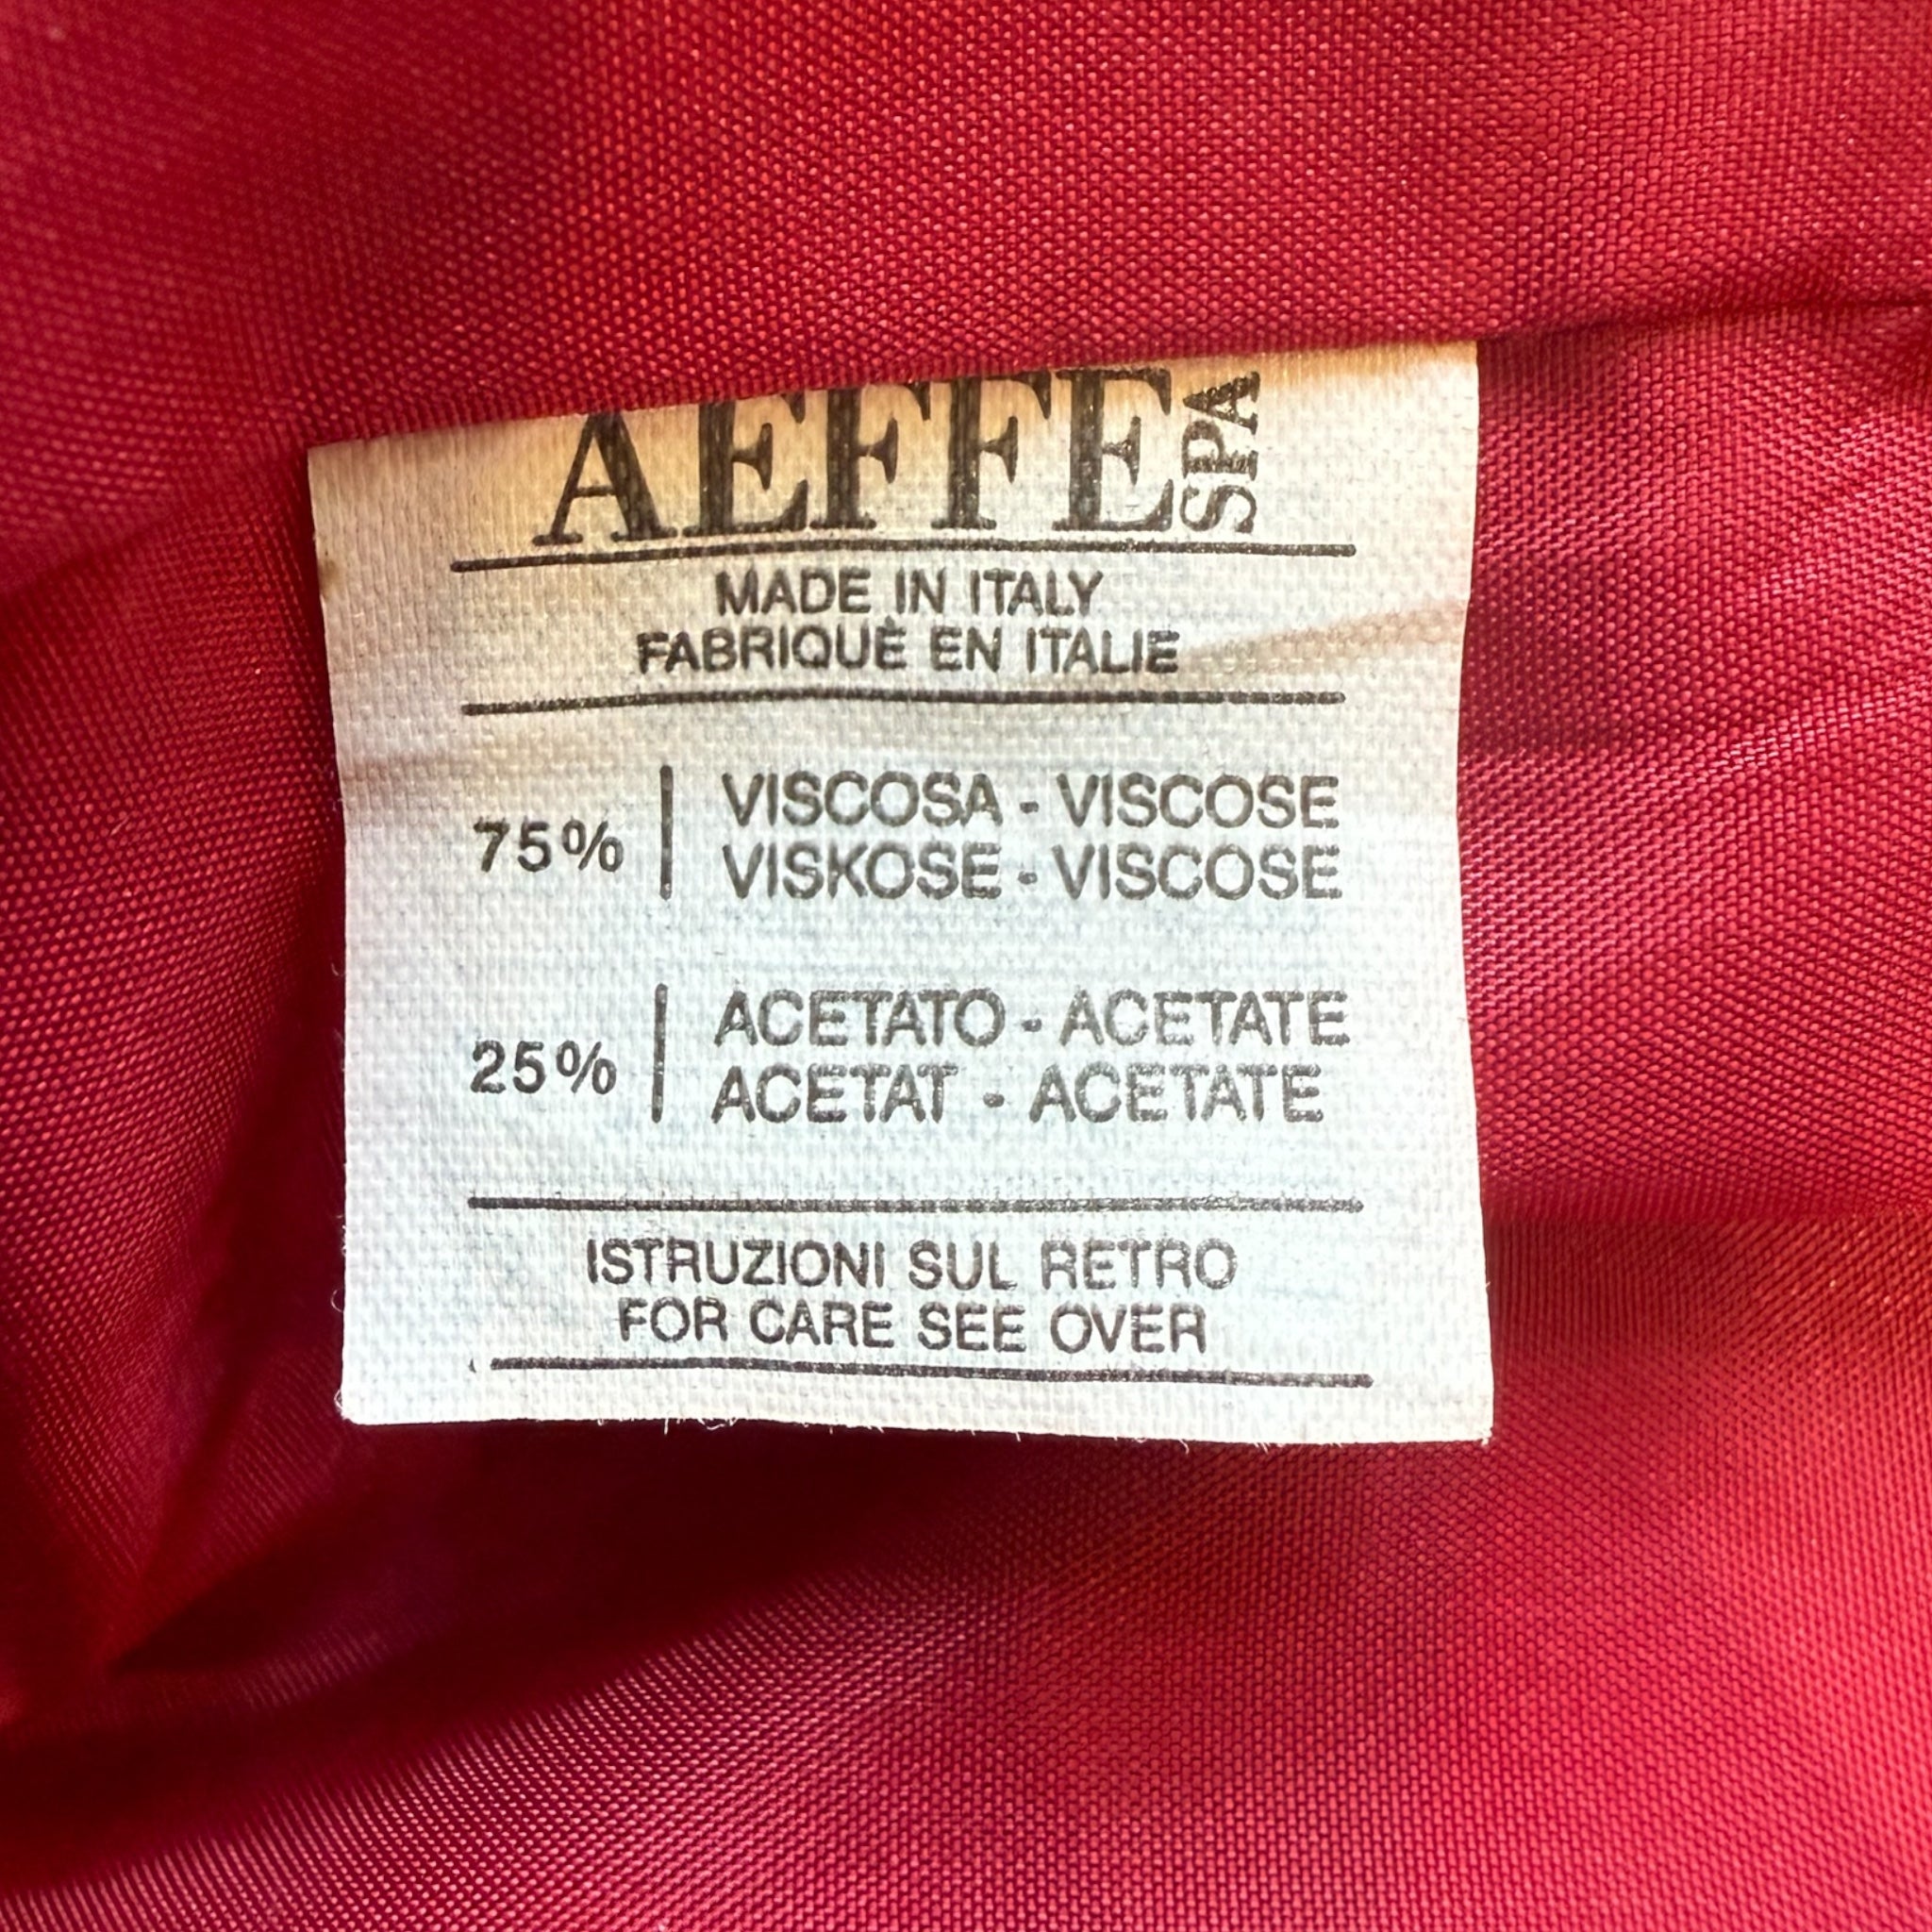 AEFFE SPA
MADE IN ITALY
FABRIQUÈ EN ITALIE
75% | VISCOSA - VISCOSE
VISKOSE - VISCOSE
25% | ACETATO - ACETATE
ACETAT - ACETATE
ISTRUZIONI SUL RETRO
FOR CARE SEE OVER